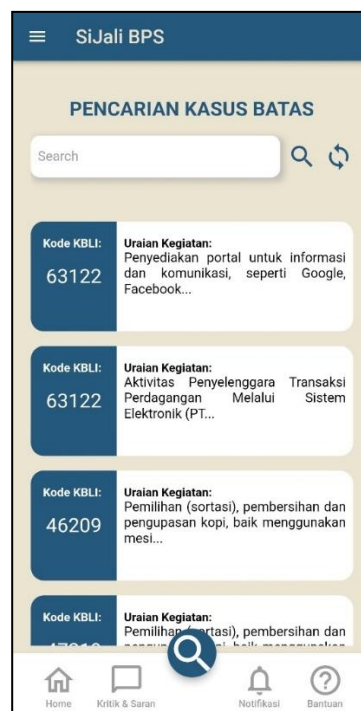 SiJali BPS
PENCARIAN KASUS BATAS
Search
Kode KBLI:
63122
Uraian Kegiatan:
Penyediakan portal untuk informasi
dan komunikasi, seperti Google,
Facebook...
Kode KBLI:
63122
Uraian Kegiatan:
Aktivitas Penyelenggara Transaksi
Perdagangan Melalui Sistem
Elektronik (PT...
Kode KBLI:
46209
Uraian Kegiatan:
Pemilihan (sortasi), pembersihan dan
pengupasan kopi, baik menggunakan
mesi...
Kode KBLI:
Uraian Kegiatan:
Pemilihan (sortasi), pembersihan dan
Home
Kritik & Saran
Notifikasi
Bantuan